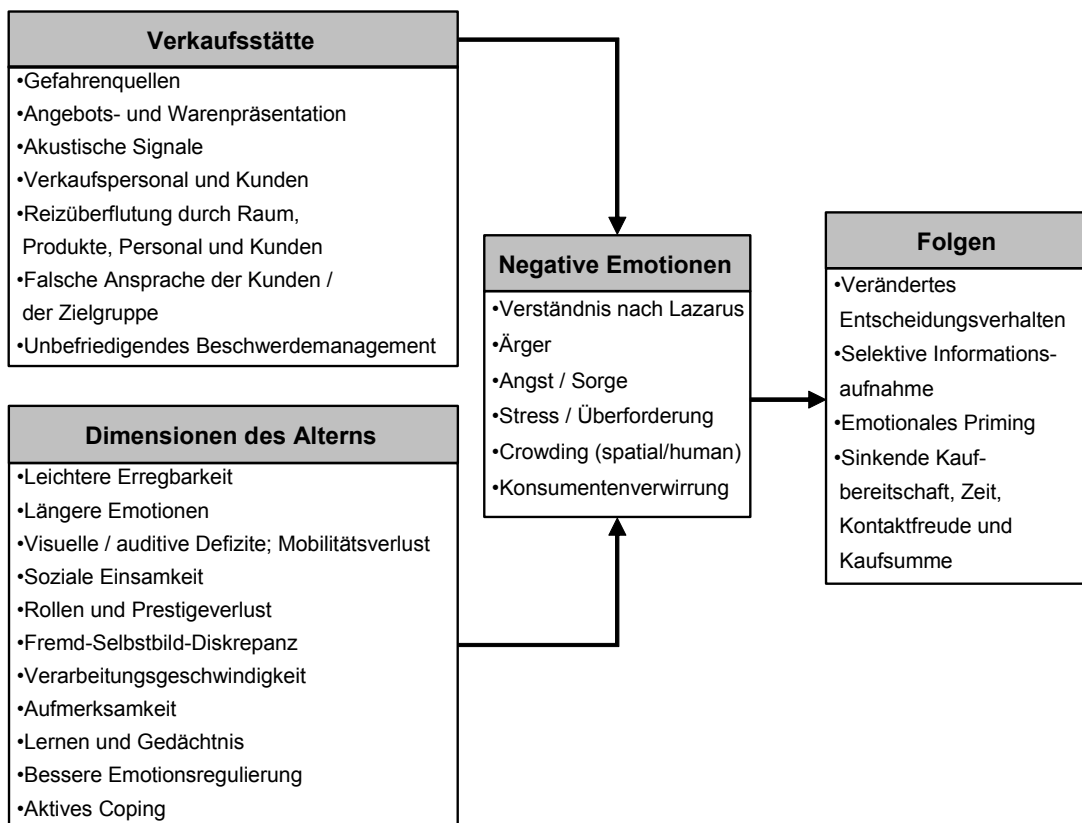 Verkaufsstätte
•Gefahrenquellen
•Angebots- und Warenpräsentation
•Akustische Signale
•Verkaufspersonal und Kunden
•Reizüberflutung durch Raum,
Produkte, Personal und Kunden
•Falsche Ansprache der Kunden /
der Zielgruppe
•Unbefriedigendes Beschwerdemanagement
Dimensionen des Alterns
•Leichtere Erregbarkeit
•Längere Emotionen
•Visuelle / auditive Defizite; Mobilitätsverlust
•Soziale Einsamkeit
•Rollen und Prestigeverlust
•Fremd-Selbstbild-Diskrepanz
•Verarbeitungsgeschwindigkeit
•Aufmerksamkeit
•Lernen und Gedächtnis
•Bessere Emotionsregulierung
•Aktives Coping
Negative Emotionen
•Verständnis nach Lazarus
•Ärger
•Angst / Sorge
•Stress / Überforderung
•Crowding (spatial/human)
•Konsumentenverwirrung
Folgen
•Verändertes
Entscheidungsverhalten
•Selektive Informations-
aufnahme
•Emotionales Priming
•Sinkende Kauf-
bereitschaft, Zeit,
Kontaktfreude und
Kaufsumme